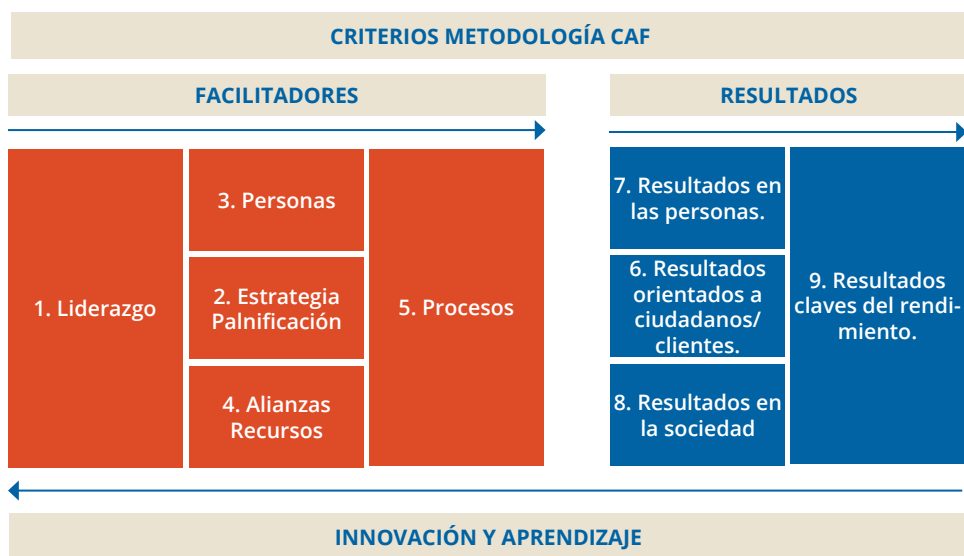 CRITERIOS METODOLOGÍA CAF
FACILITADORES
RESULTADOS
1. Liderazgo
3. Personas
2. Estrategia
Palnificación
4. Alianzas
Recursos
5. Procesos
7. Resultados en
las personas.
6. Resultados
orientados a
ciudadanos/
clientes.
8. Resultados en
la sociedad
9. Resultados
claves del rendi-
miento.
INNOVACIÓN Y APRENDIZAJE